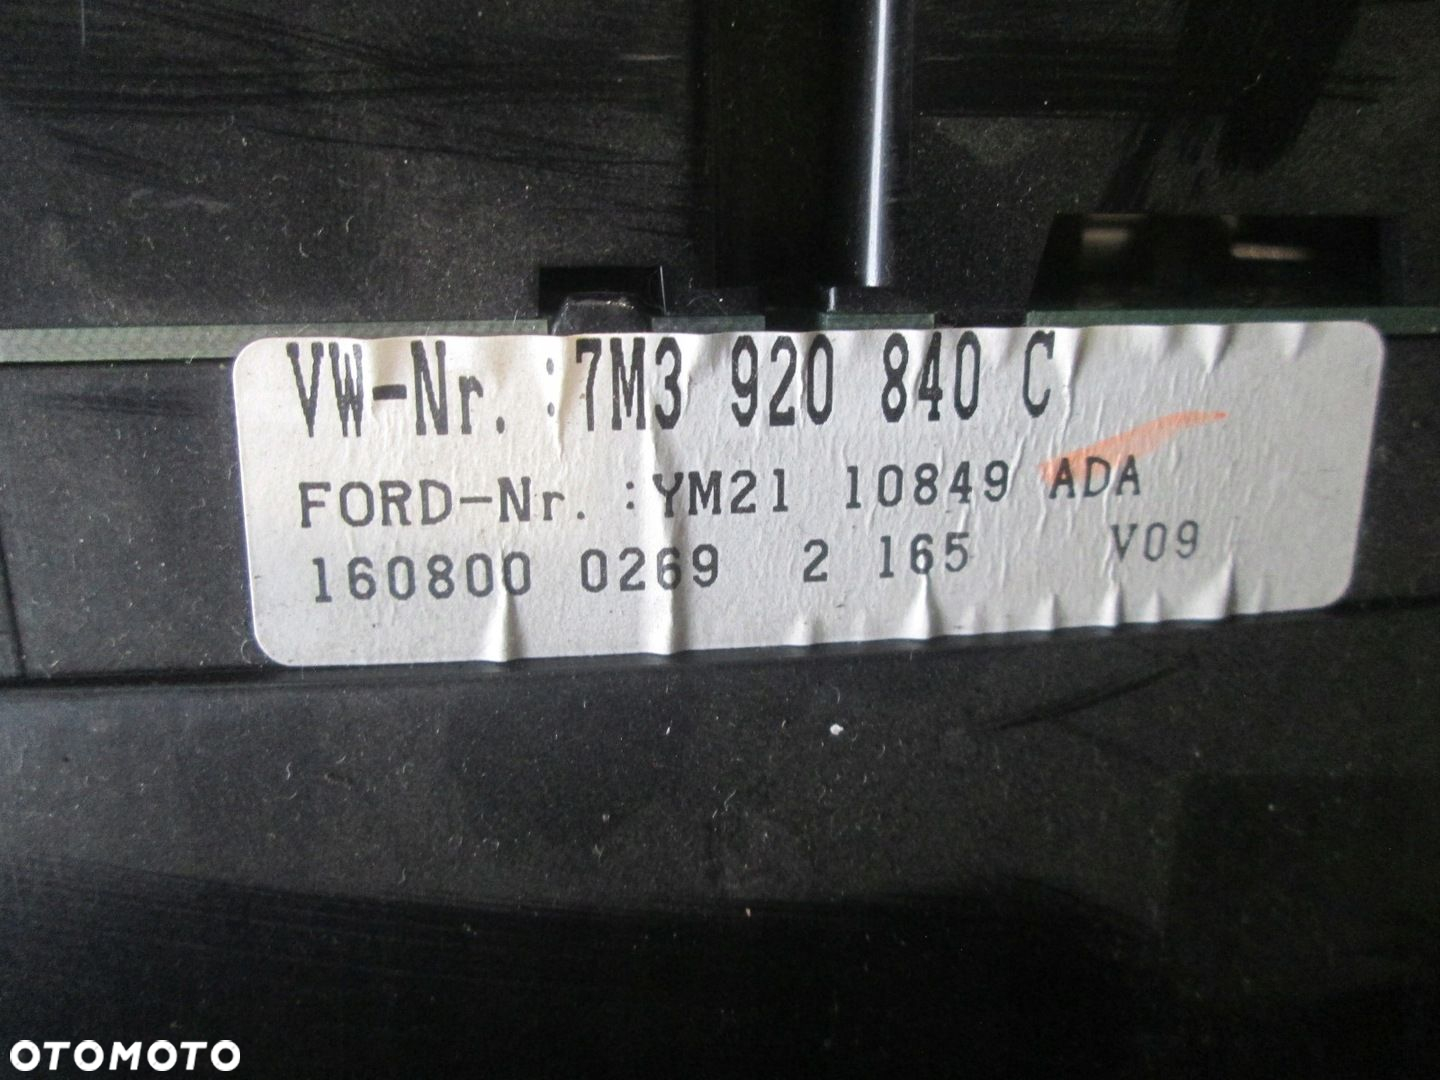 VW-Nr. :7M3 920 840 C
FORD-Nr. :YM21 10849 ADA
160800 0269 2 165 V09
OTOMOTO